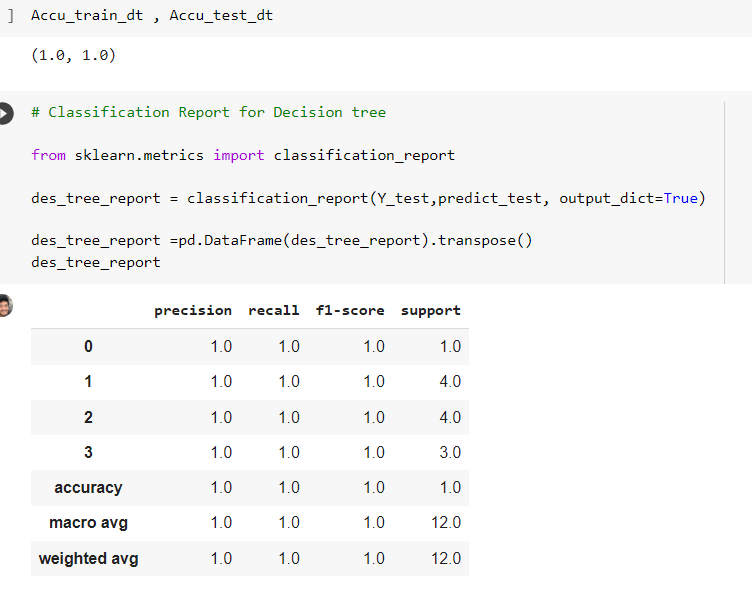 ] Accu_train_dt , Accu_test_dt
(1.0, 1.0)
# Classification Report for Decision tree
from sklearn.metrics import classification_report
des_tree_report = classification_report(Y_test,predict_test, output_dict=True)
des_tree_report =pd.DataFrame(des_tree_report).transpose()
des_tree_report
precision recall f1-score support
0 1.0 1.0 1.0 1.0
1 1.0 1.0 1.0 4.0
2 1.0 1.0 1.0 4.0
3 1.0 1.0 1.0 3.0
accuracy 1.0 1.0 1.0 1.0
macro avg 1.0 1.0 1.0 12.0
weighted avg 1.0 1.0 1.0 12.0